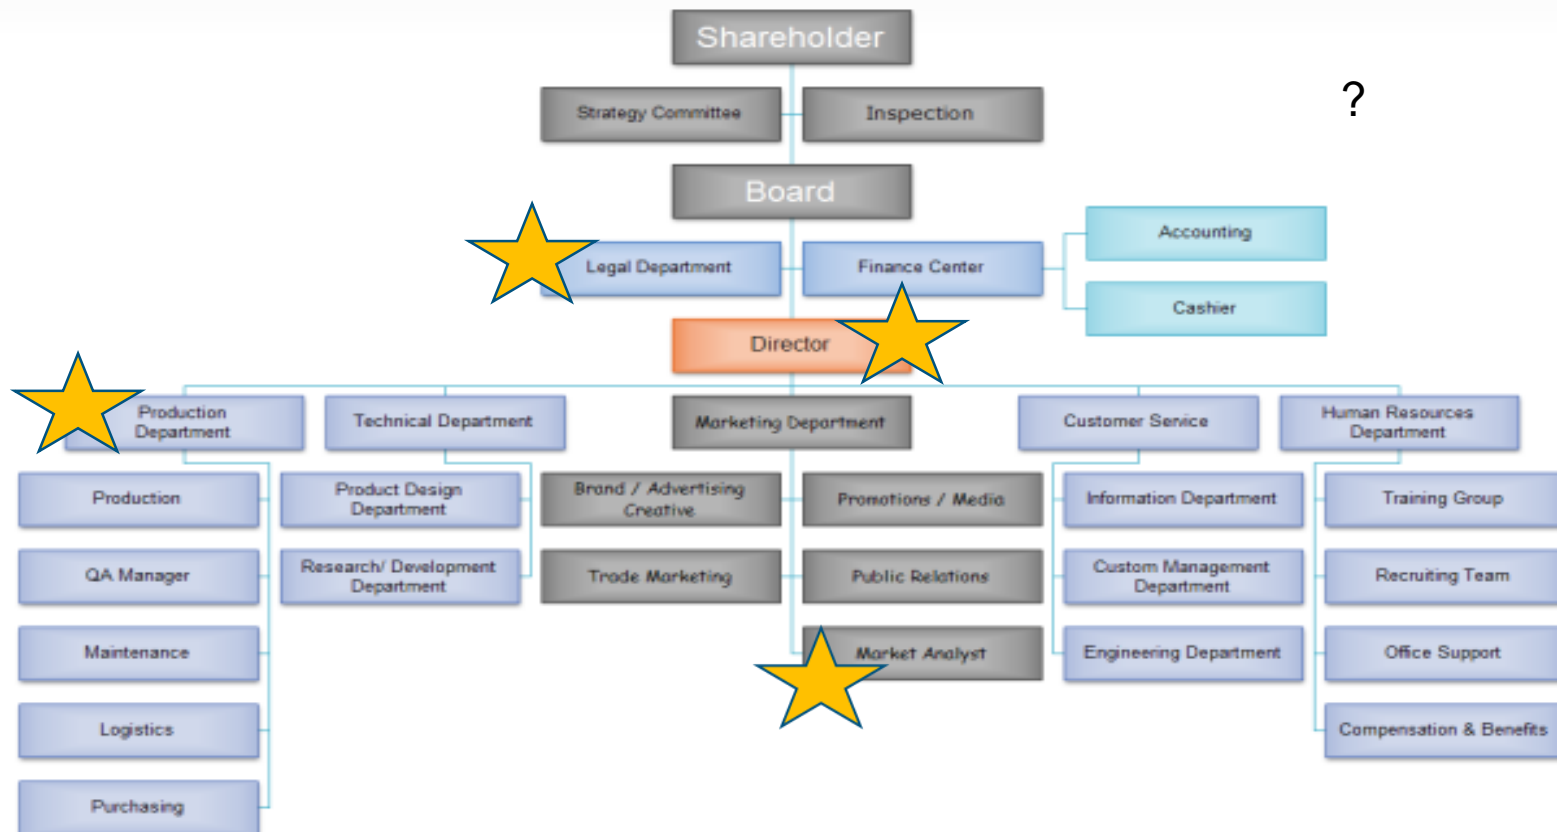 Shareholder
?
Strategy Committee
Inspection
Board
Accounting
Legal Department
Finance Center
Cashier
Director
Production
Department
Technical Department
Marketing Department
Customer Service
Human Resources
Department
Production
Product Design
Department
Brand / Advertising
Creative
Promotions / Media
Information Department
Training Group
QA Manager
Research/ Development
Department
Trade Marketing
Public Relations
Custom Management
Department
Recruiting Team
Maintenance
Market Analyst
Engineering Department
Office Support
Logistics
Compensation & Benefits
Purchasing